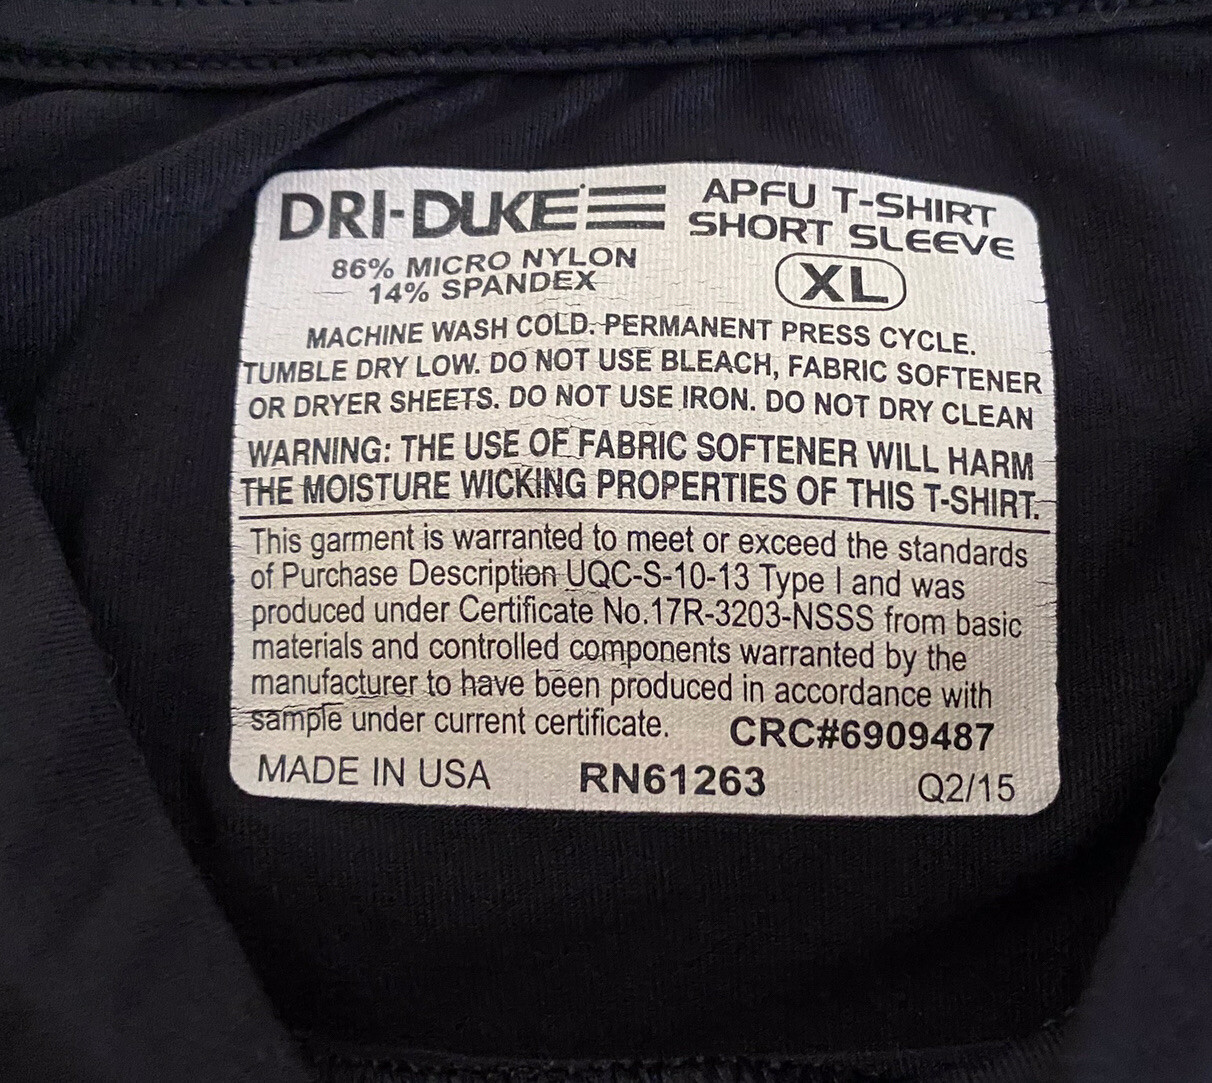 DRI-DUKE
APFU T-SHIRT
SHORT SLEEVE
86% MICRO NYLON
14% SPANDEX
XL
MACHINE WASH COLD. PERMANENT PRESS CYCLE.
TUMBLE DRY LOW. DO NOT USE BLEACH, FABRIC SOFTENER
OR DRYER SHEETS. DO NOT USE IRON. DO NOT DRY CLEAN
WARNING: THE USE OF FABRIC SOFTENER WILL HARM
THE MOISTURE WICKING PROPERTIES OF THIS T-SHIRT.
This garment is warranted to meet or exceed the standards
of Purchase Description UQC-S-10-13 Type I and was
produced under Certificate No.17R-3203-NSSS from basic
materials and controlled components warranted by the
manufacturer to have been produced in accordance with
sample under current certificate. CRC#6909487
MADE IN USA RN61263 Q2/15